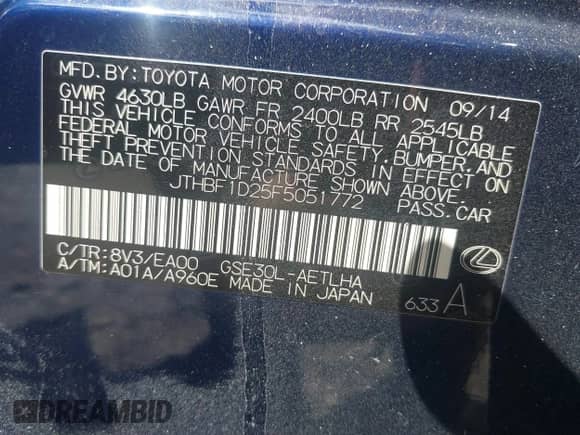 MFD. BY: TOYOTA MOTOR CORPORATION 09/14
GVWR 4630LB GAWR FR 2400LB RR 2545LB
THIS VEHICLE CONFORMS TO ALL APPLICABLE
FEDERAL MOTOR VEHICLE SAFETY, BUMPER, AND
THEFT PREVENTION STANDARDS IN EFFECT ON
THE DATE OF MANUFACTURE SHOWN ABOVE.
JTHBF1D25F5051772 PASS. CAR
C/TR: 8V3/EA00 GSE30L-AETLHA
A/TM: A01A/A960E MADE IN JAPAN 633 A
DREAMBID